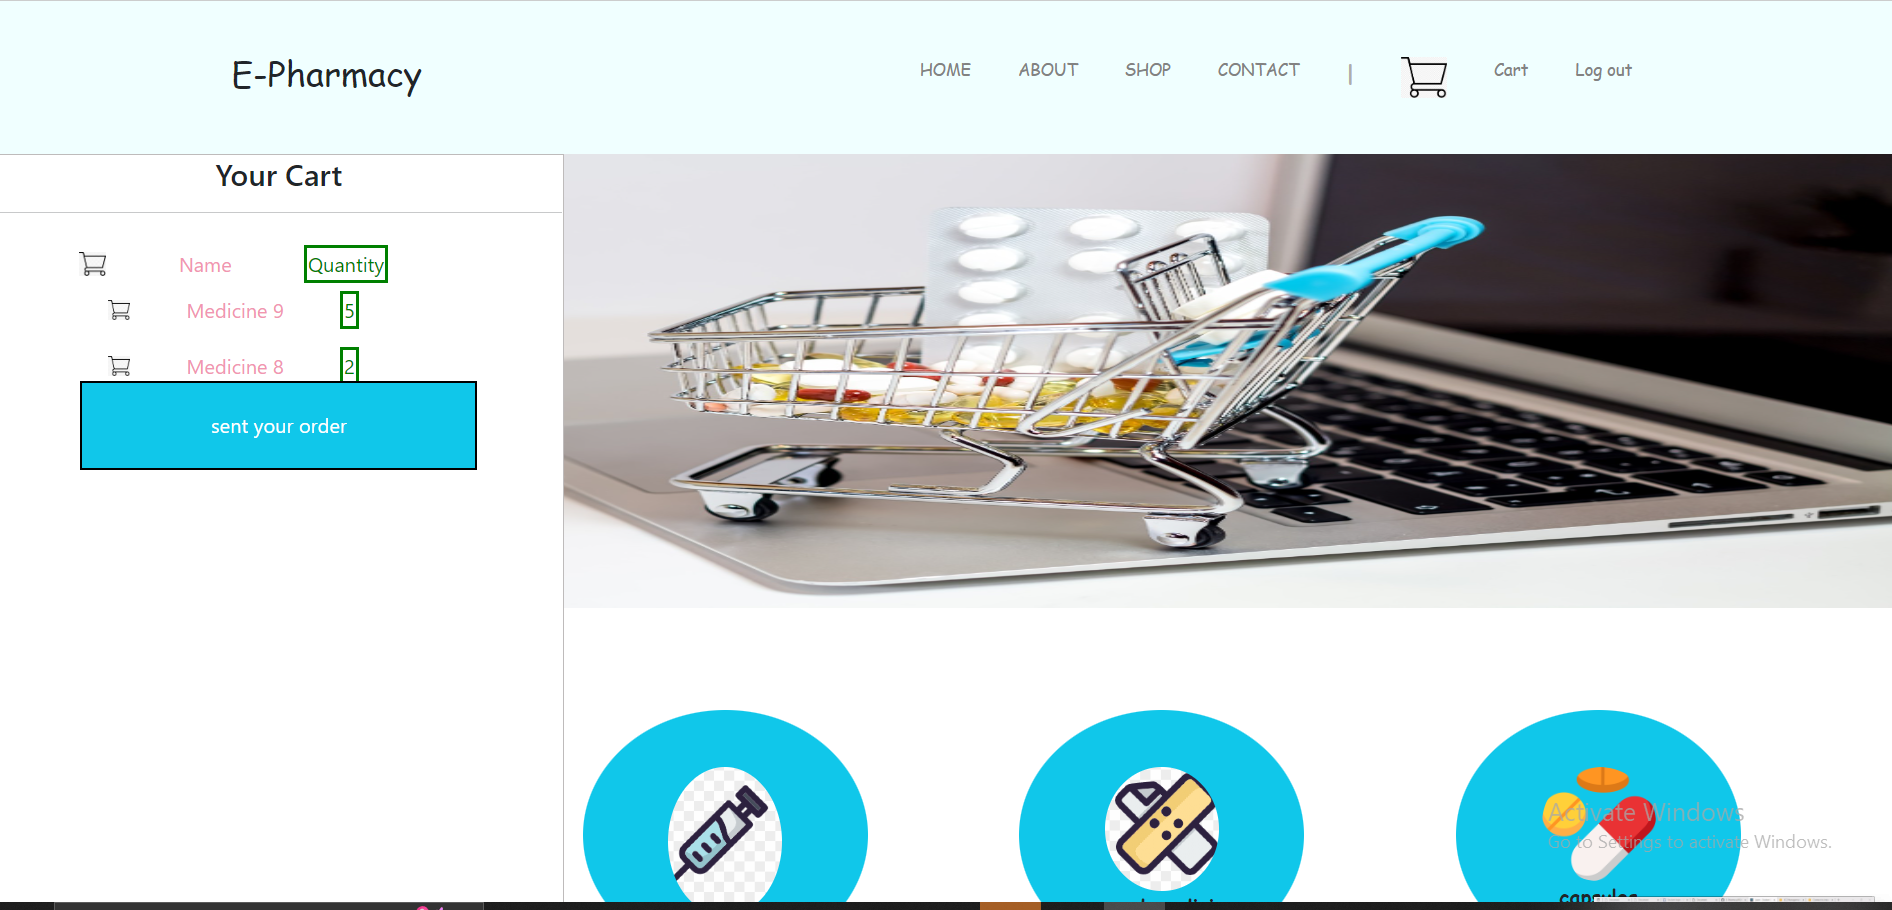 E-Pharmacy
HOME ABOUT SHOP CONTACT | Cart Log out
Your Cart
Name Quantity
Medicine 9 5
Medicine 8 2
sent your order
Activate Windows
Go to Settings to activate Windows.
capsules